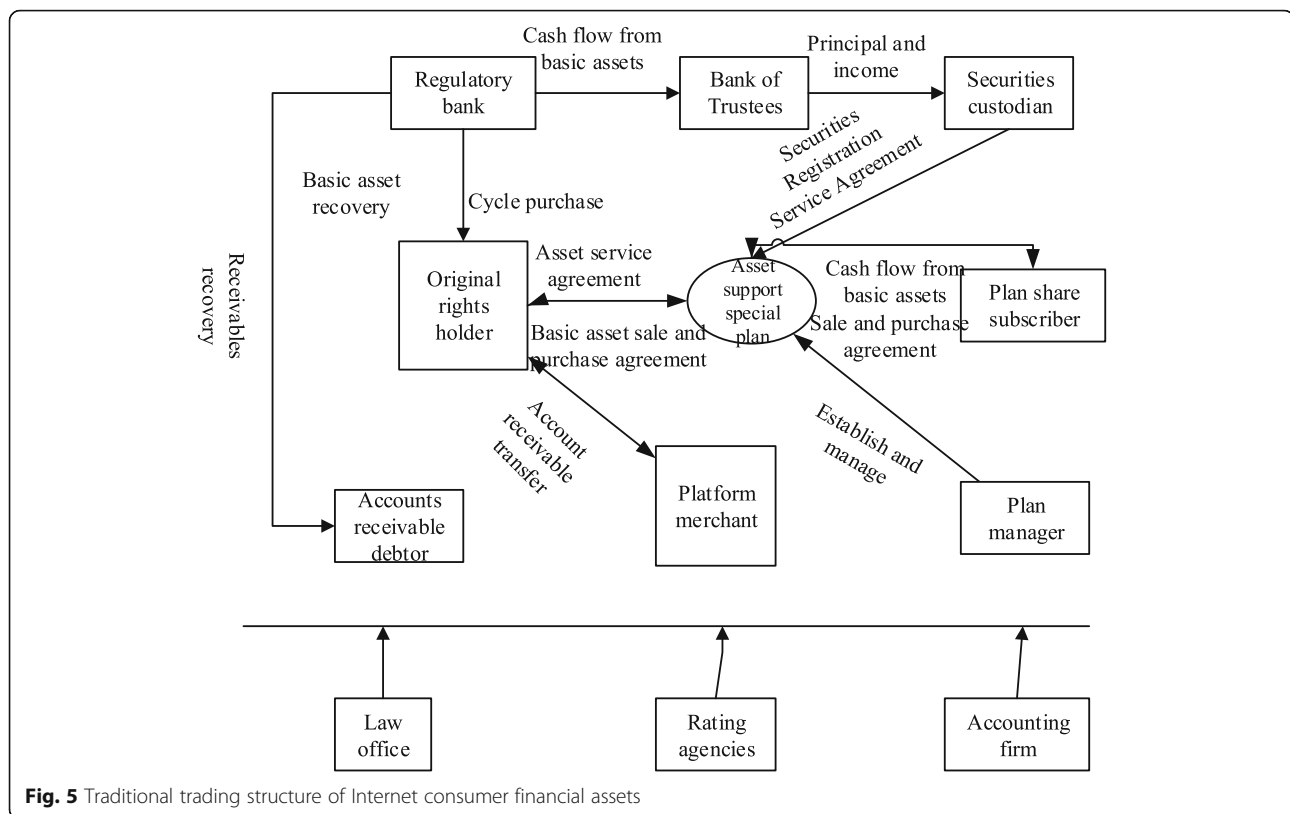 Cash flow from
basic assets
Principal and
income
Regulatory
bank
Bank of
Trustees
Securities
custodian
Securities
Registration
Service Agreement
Basic asset
recovery
Cycle purchase
Receivables
recovery
Original
rights
holder
Asset service
agreement
Basic asset sale and
purchase agreement
Asset
support
special
plan
Cash flow from
basic assets
Sale and purchase
agreement
Plan share
subscriber
Account
receivable
transfer
Establish and
manage
Accounts
receivable
debtor
Platform
merchant
Plan
manager
Law
office
Rating
agencies
Accounting
firm
Fig. 5 Traditional trading structure of Internet consumer financial assets